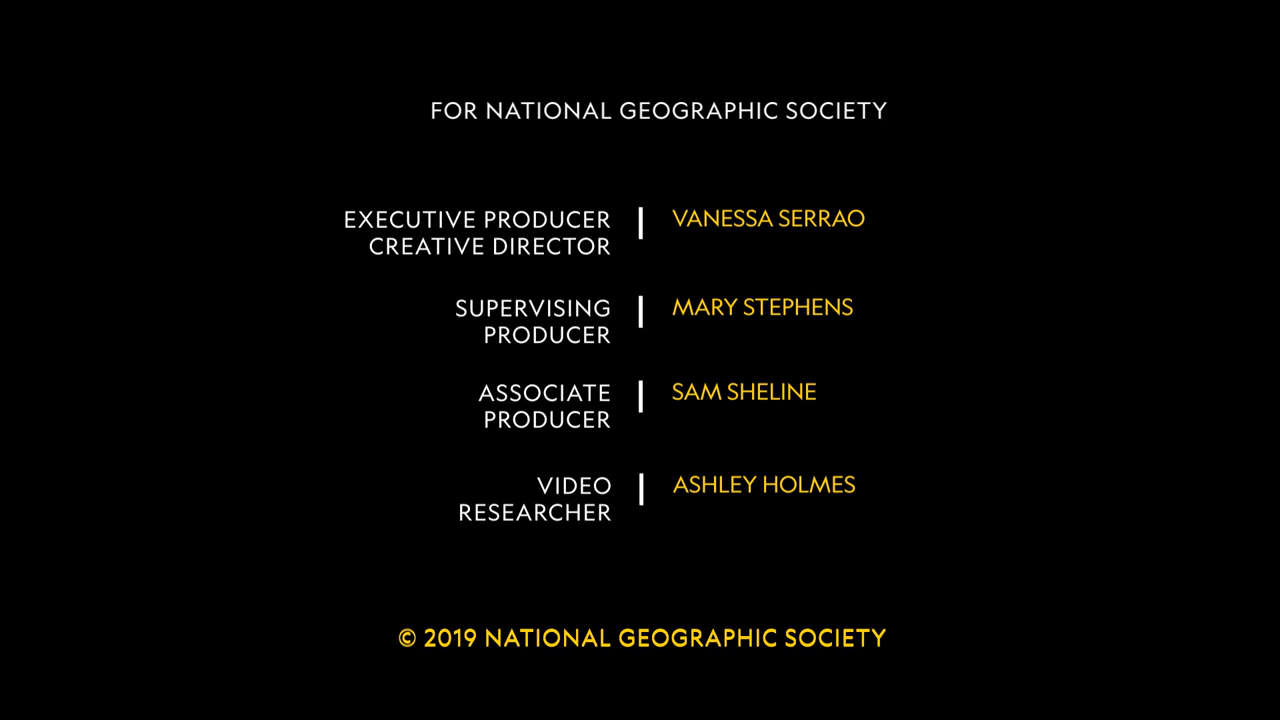 FOR NATIONAL GEOGRAPHIC SOCIETY
EXECUTIVE PRODUCER | VANESSA SERRAO
CREATIVE DIRECTOR
SUPERVISING | MARY STEPHENS
PRODUCER
ASSOCIATE | SAM SHELINE
PRODUCER
VIDEO | ASHLEY HOLMES
RESEARCHER
© 2019 NATIONAL GEOGRAPHIC SOCIETY